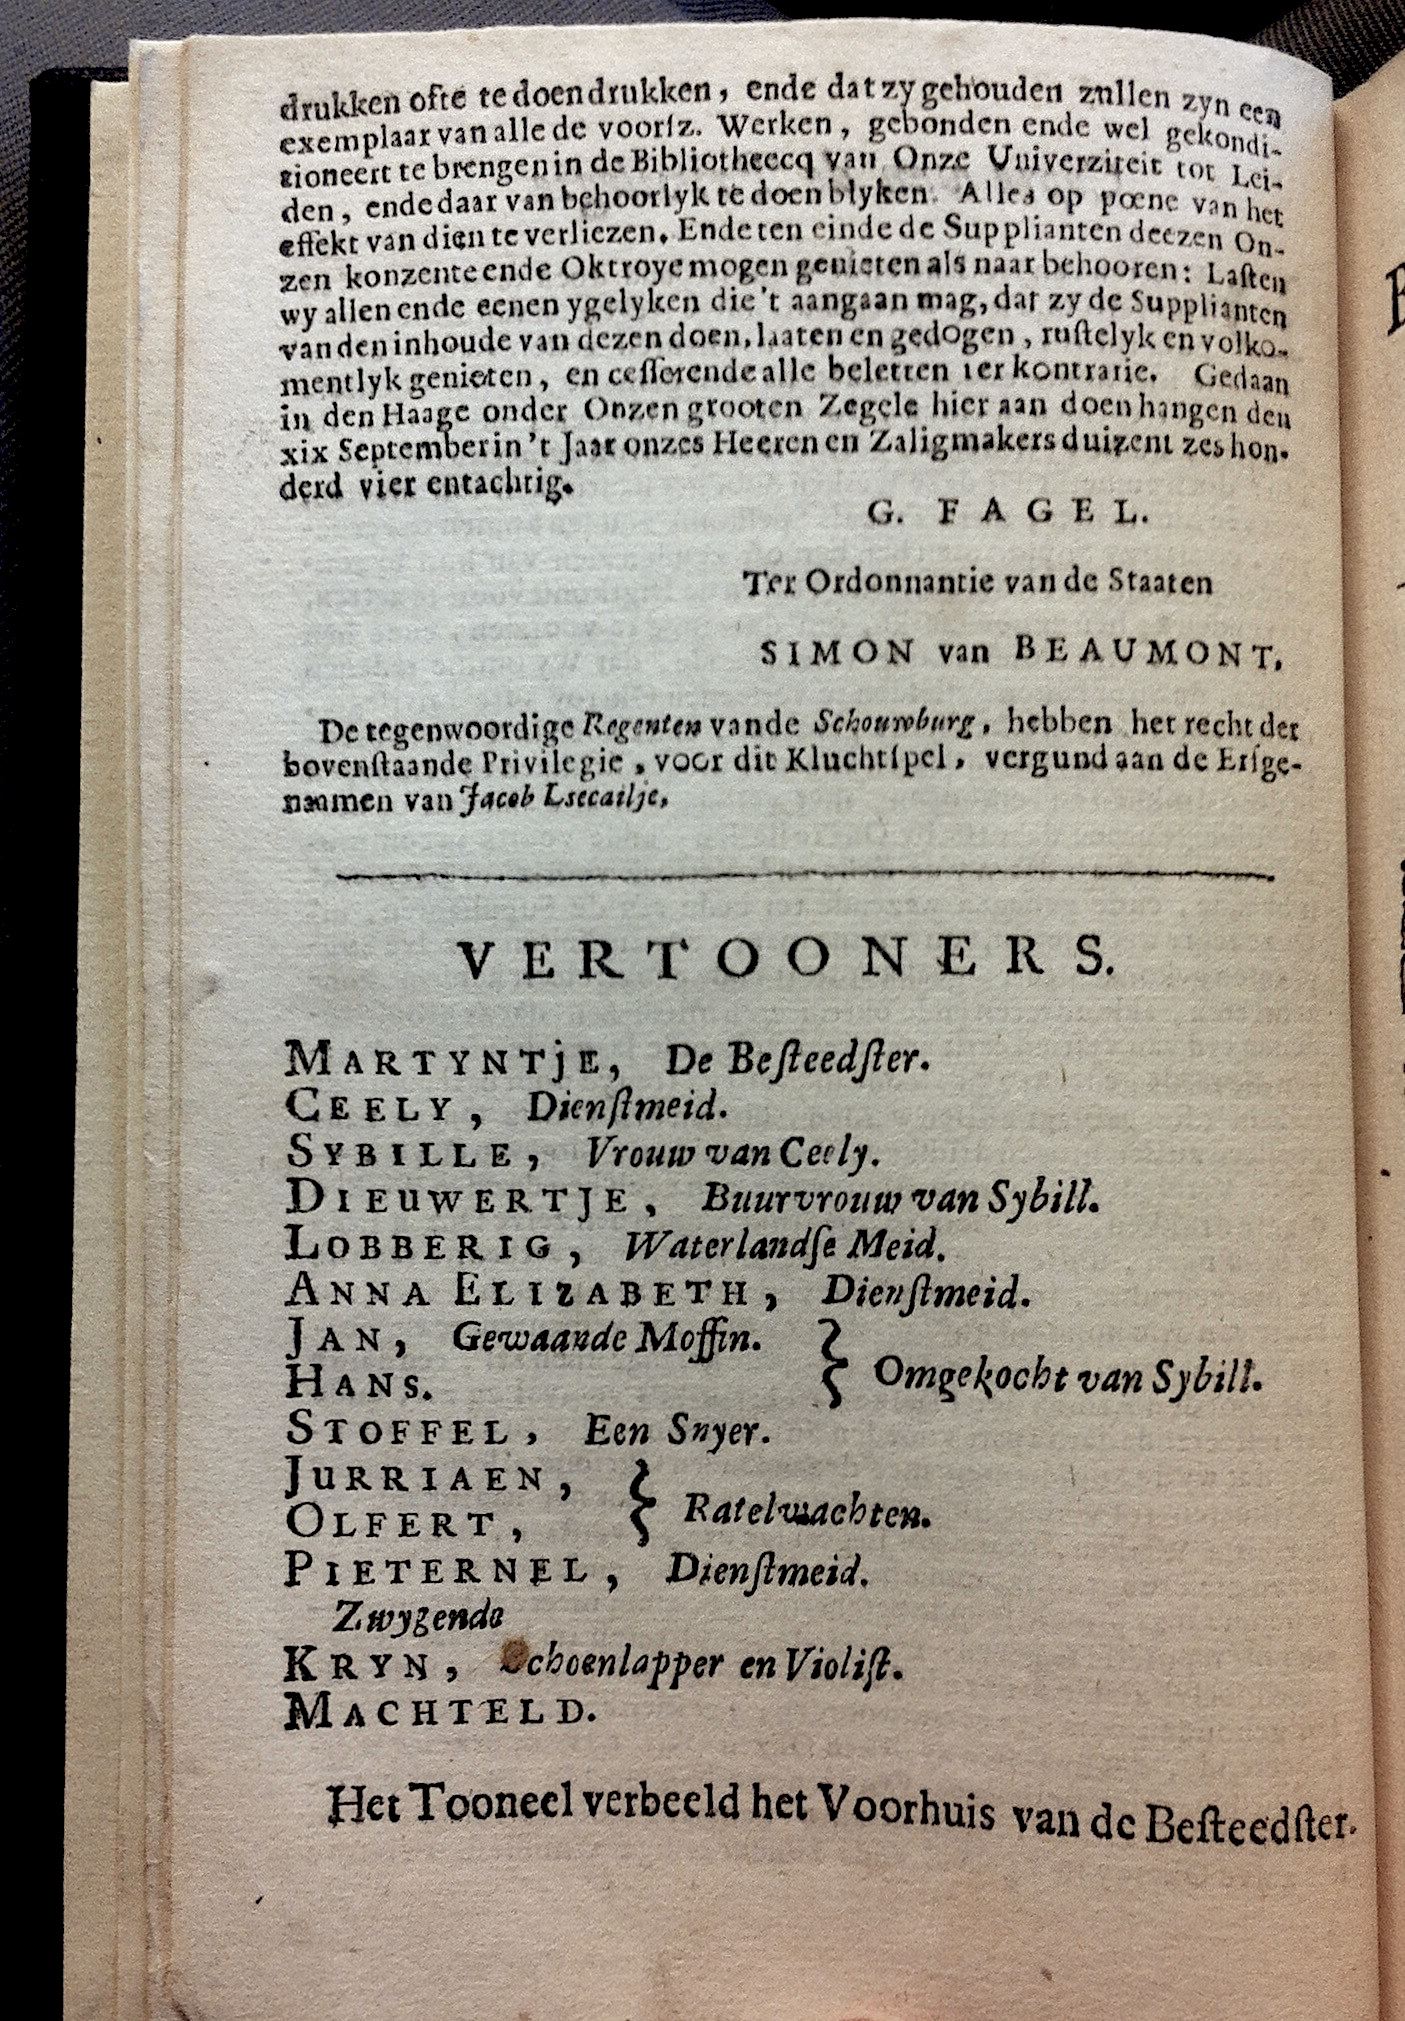 drukken ofte te doen drukken, ende dat zy gehouden zullen zyn een
exemplaar van alle de voorſz. Werken, gebonden ende wel gekondi-
tioneert te brengen in de Bibliotheecq van Onze Univerziteit tot Lei-
den, ende daar van behoorlyk te doen blyken. Alles op pœne van het
effekt van dien te verliezen. Ende ten einde de Supplianten deezen On-
zen konzente ende Oktroye mogen genieten als naar behooren: Laſten
wy allen ende eenen ygelyken die 't aangaan mag, dat zy de Supplianten
van den inhoude van dezen doen, laaten en gedogen, ruſtelyk en volko-
mentlyk genieten, en ceſſerende alle beletten ter kontrarie. Gedaan
in den Haage onder Onzen grooten Zegele hier aan doen hangen den
xix September in 't Jaar onzes Heeren en Zaligmakers duizent zes hon-
derd vier entachtig.
G. FAGEL.
Ter Ordonnantie van de Staaten
SIMON van BEAUMONT.
De tegenwoordige Regenten vande Schouwburg, hebben het recht der
bovenſtaande Privilegie, voor dit Kluchtſpel, vergund aan de Erſge-
naamen van Jacob Lsecailje.
VERTOONERS.
MARTYNTjE, De Beſteedſter.
CEELY, Dienſtmeid.
SYBILLE, Vrouw van Ceely.
DIEUWERTJE, Buurvrouw van Sybill.
LOBBERIG, Waterlandſe Meid.
ANNA ELIZABETH, Dienſtmeid.
JAN, Gewaande Moffin. } Omgekocht van Sybill.
HANS.
STOFFEL, Een Snyer.
JURRIAEN, } Ratelwachten.
OLFERT,
PIETERNEL, Dienſtmeid.
Zwygende
KRYN, Schoenlapper en Violiſt.
MACHTELD.
Het Tooneel verbeeld het Voorhuis van de Beſteedſter.